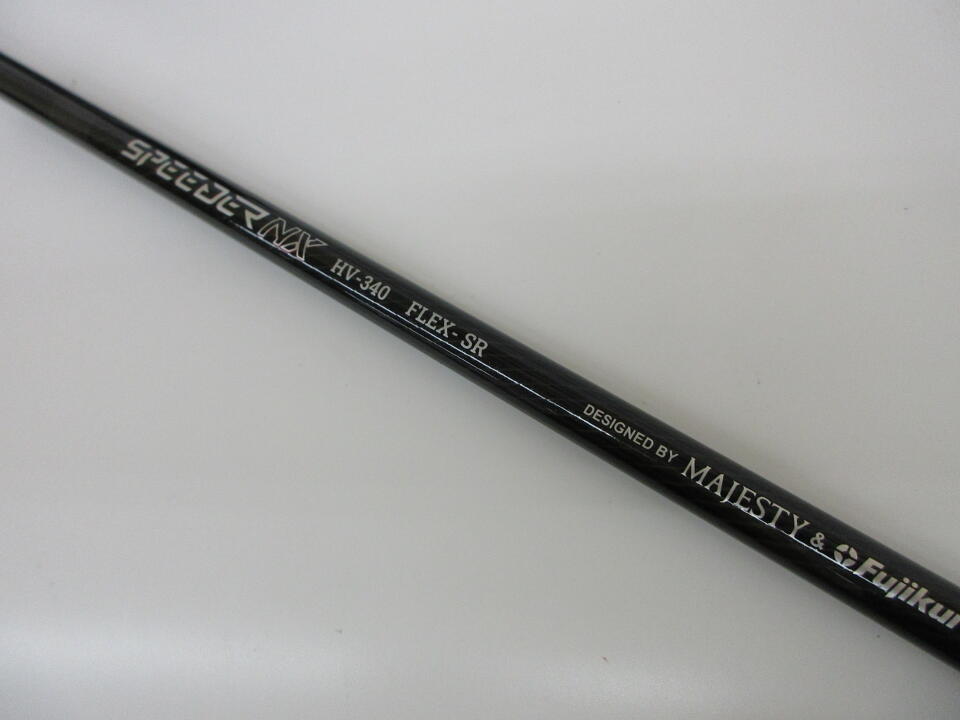 SPEEDER NX HV-340 FLEX-SR DESIGNED BY MAJESTY & Fujikur